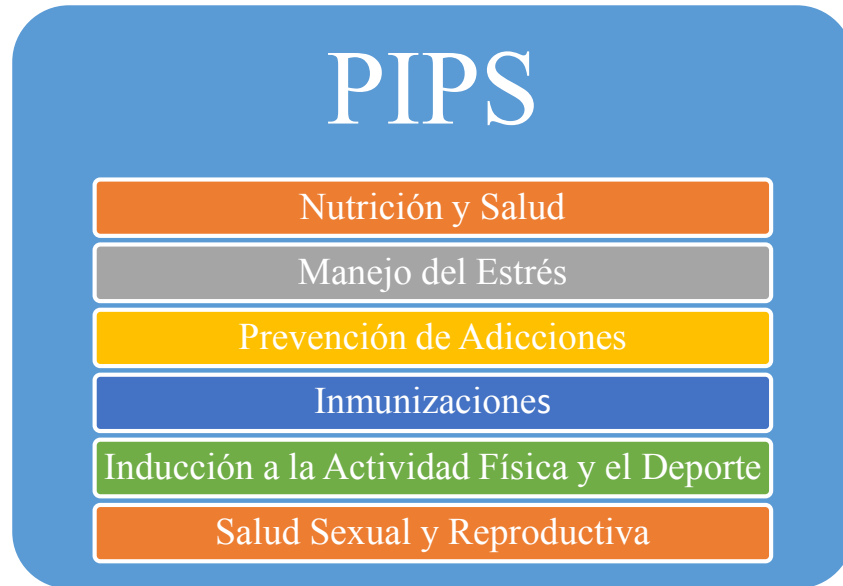 PIPS
Nutrición y Salud
Manejo del Estrés
Prevención de Adicciones
Inmunizaciones
Inducción a la Actividad Física y el Deporte
Salud Sexual y Reproductiva